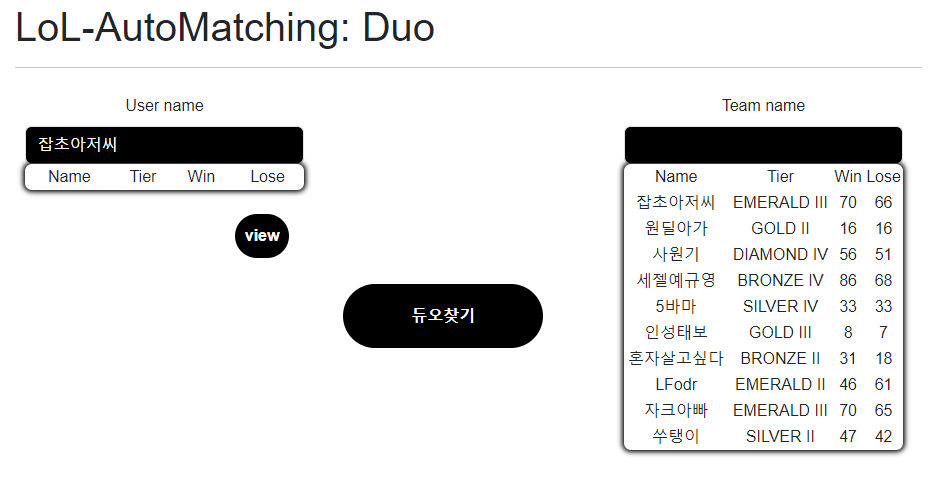 LoL-AutoMatching: Duo
User name
잡초아저씨
Name Tier Win Lose
view
듀오찾기
Team name
Name Tier Win Lose
잡초아저씨 EMERALD III 70 66
원딜아가 GOLD II 16 16
사원기 DIAMOND IV 56 51
세젤예규영 BRONZE IV 86 68
5바마 SILVER IV 33 33
인성태보 GOLD III 8 7
혼자살고싶다 BRONZE II 31 18
LFodr EMERALD II 46 61
자크아빠 EMERALD III 70 65
쑤탱이 SILVER II 47 42